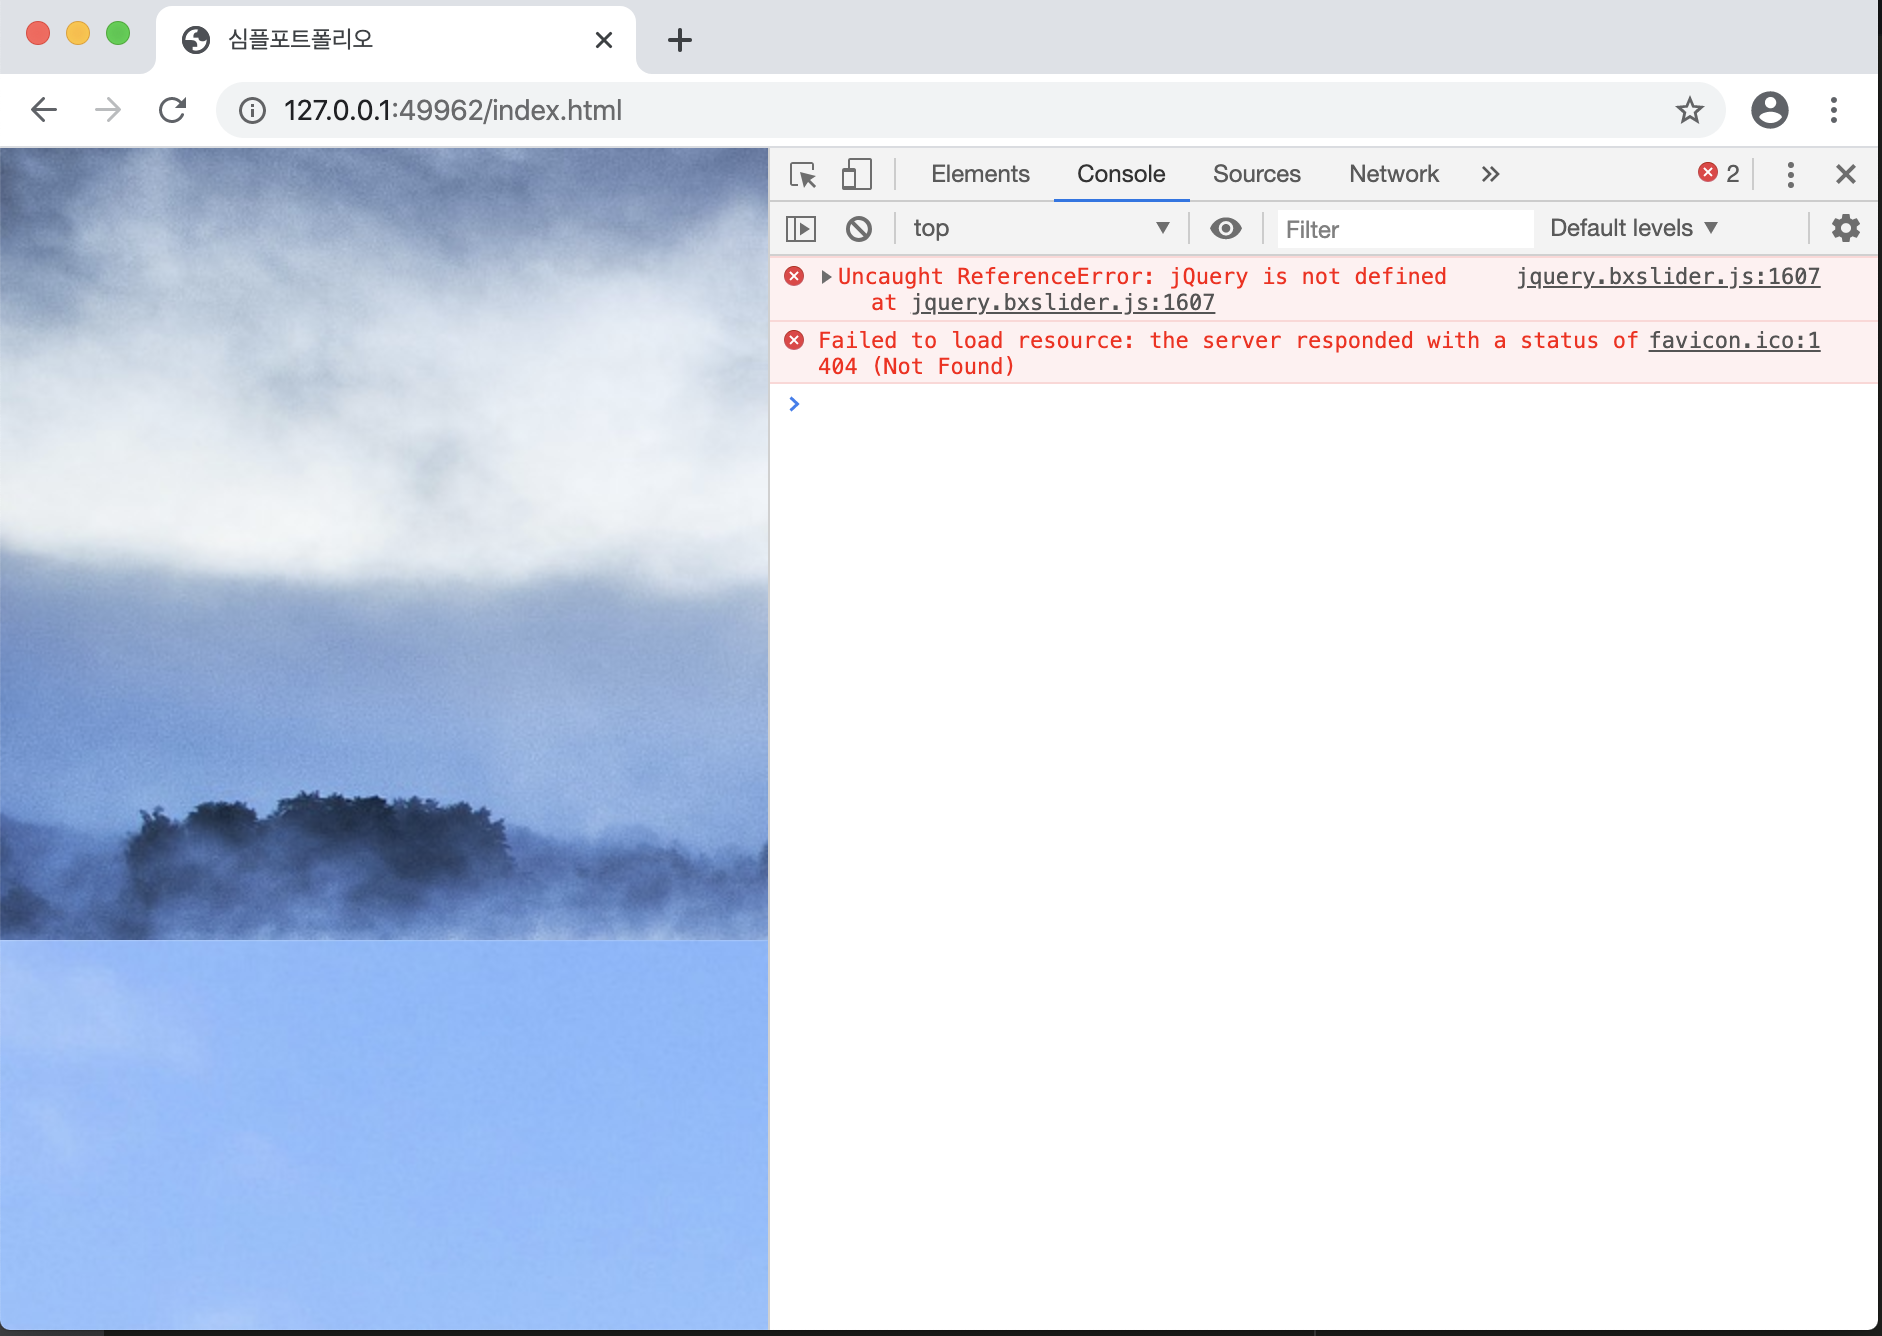 심플포트폴리오
127.0.0.1:49962/index.html
Elements Console Sources Network 2
top Filter Default levels
Uncaught ReferenceError: jQuery is not defined jquery.bxslider.js:1607
at jquery.bxslider.js:1607
Failed to load resource: the server responded with a status of favicon.ico:1
404 (Not Found)